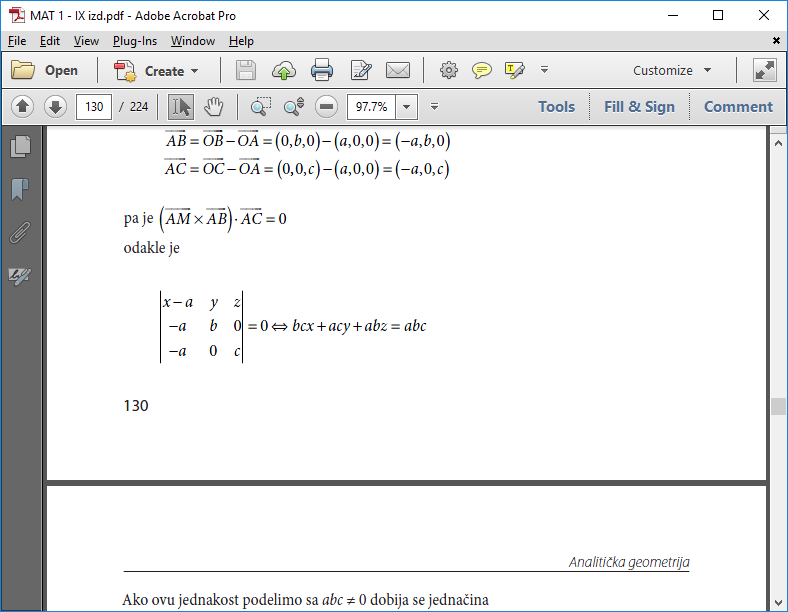 MAT 1 - IX izd.pdf - Adobe Acrobat Pro
File Edit View Plug-Ins Window Help
Open Create Customize
130 / 224 97.7% Tools Fill & Sign Comment
AB = OB − OA = (0,b,0) − (a,0,0) = (−a,b,0)
AC = OC − OA = (0,0,c) − (a,0,0) = (−a,0,c)
pa je (AM × AB) · AC = 0
odakle je
x − a y z
−a b 0 = 0 ⇔ bcx + acy + abz = abc
−a 0 c
130
Analitička geometrija
Ako ovu jednakost podelimo sa abc ≠ 0 dobija se jednačina